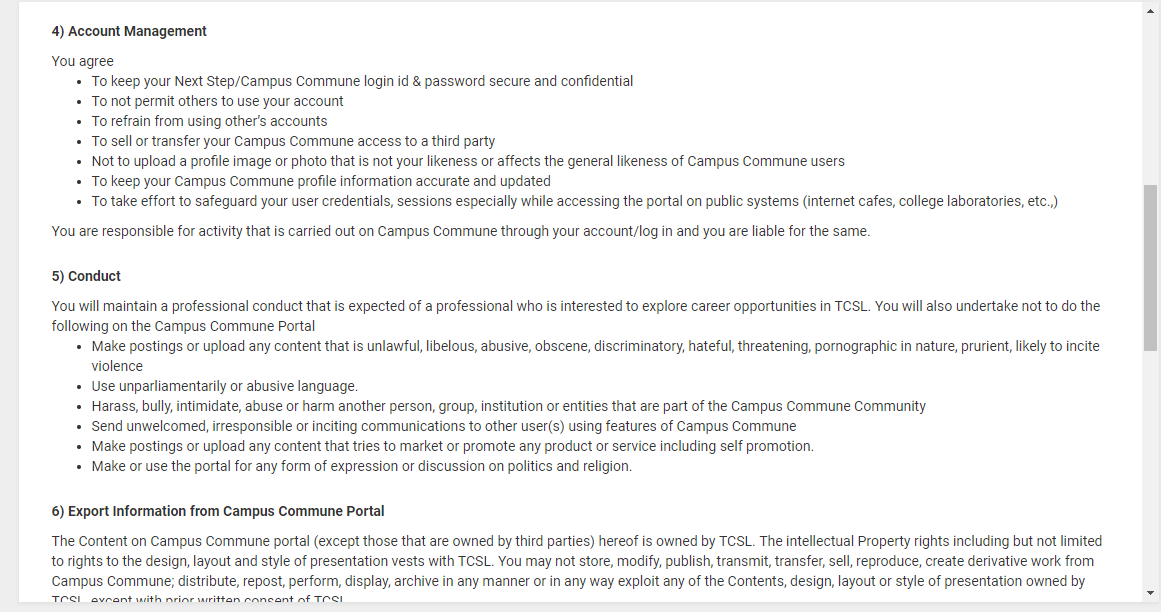 4) Account Management
You agree
• To keep your Next Step/Campus Commune login id & password secure and confidential
• To not permit others to use your account
• To refrain from using other's accounts
• To sell or transfer your Campus Commune access to a third party
• Not to upload a profile image or photo that is not your likeness or affects the general likeness of Campus Commune users
• To keep your Campus Commune profile information accurate and updated
• To take effort to safeguard your user credentials, sessions especially while accessing the portal on public systems (internet cafes, college laboratories, etc.,)
You are responsible for activity that is carried out on Campus Commune through your account/log in and you are liable for the same.
5) Conduct
You will maintain a professional conduct that is expected of a professional who is interested to explore career opportunities in TCSL. You will also undertake not to do the
following on the Campus Commune Portal
• Make postings or upload any content that is unlawful, libelous, abusive, obscene, discriminatory, hateful, threatening, pornographic in nature, prurient, likely to incite
violence
• Use unparliamentarily or abusive language.
• Harass, bully, intimidate, abuse or harm another person, group, institution or entities that are part of the Campus Commune Community
• Send unwelcomed, irresponsible or inciting communications to other user(s) using features of Campus Commune
• Make postings or upload any content that tries to market or promote any product or service including self promotion.
• Make or use the portal for any form of expression or discussion on politics and religion.
6) Export Information from Campus Commune Portal
The Content on Campus Commune portal (except those that are owned by third parties) hereof is owned by TCSL. The intellectual Property rights including but not limited
to rights to the design, layout and style of presentation vests with TCSL. You may not store, modify, publish, transmit, transfer, sell, reproduce, create derivative work from
Campus Commune; distribute, repost, perform, display, archive in any manner or in any way exploit any of the Contents, design, layout or style of presentation owned by
TCSL, except with prior written consent of TCSL